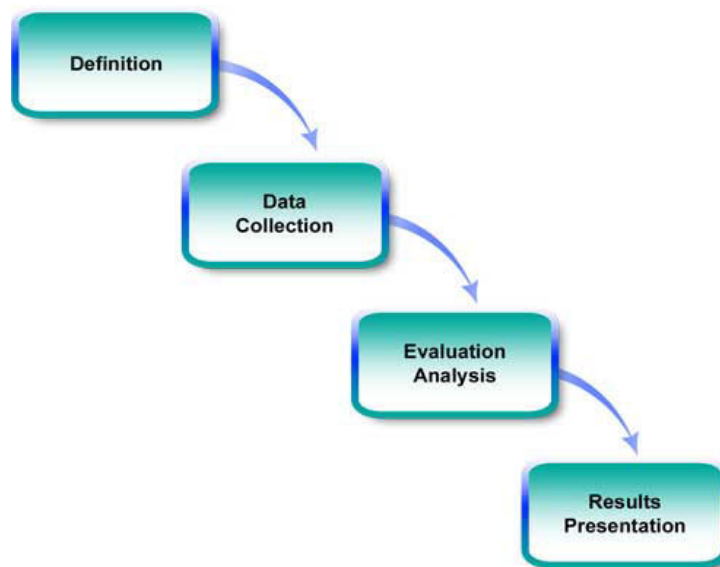 Definition
Data
Collection
Evaluation
Analysis
Results
Presentation